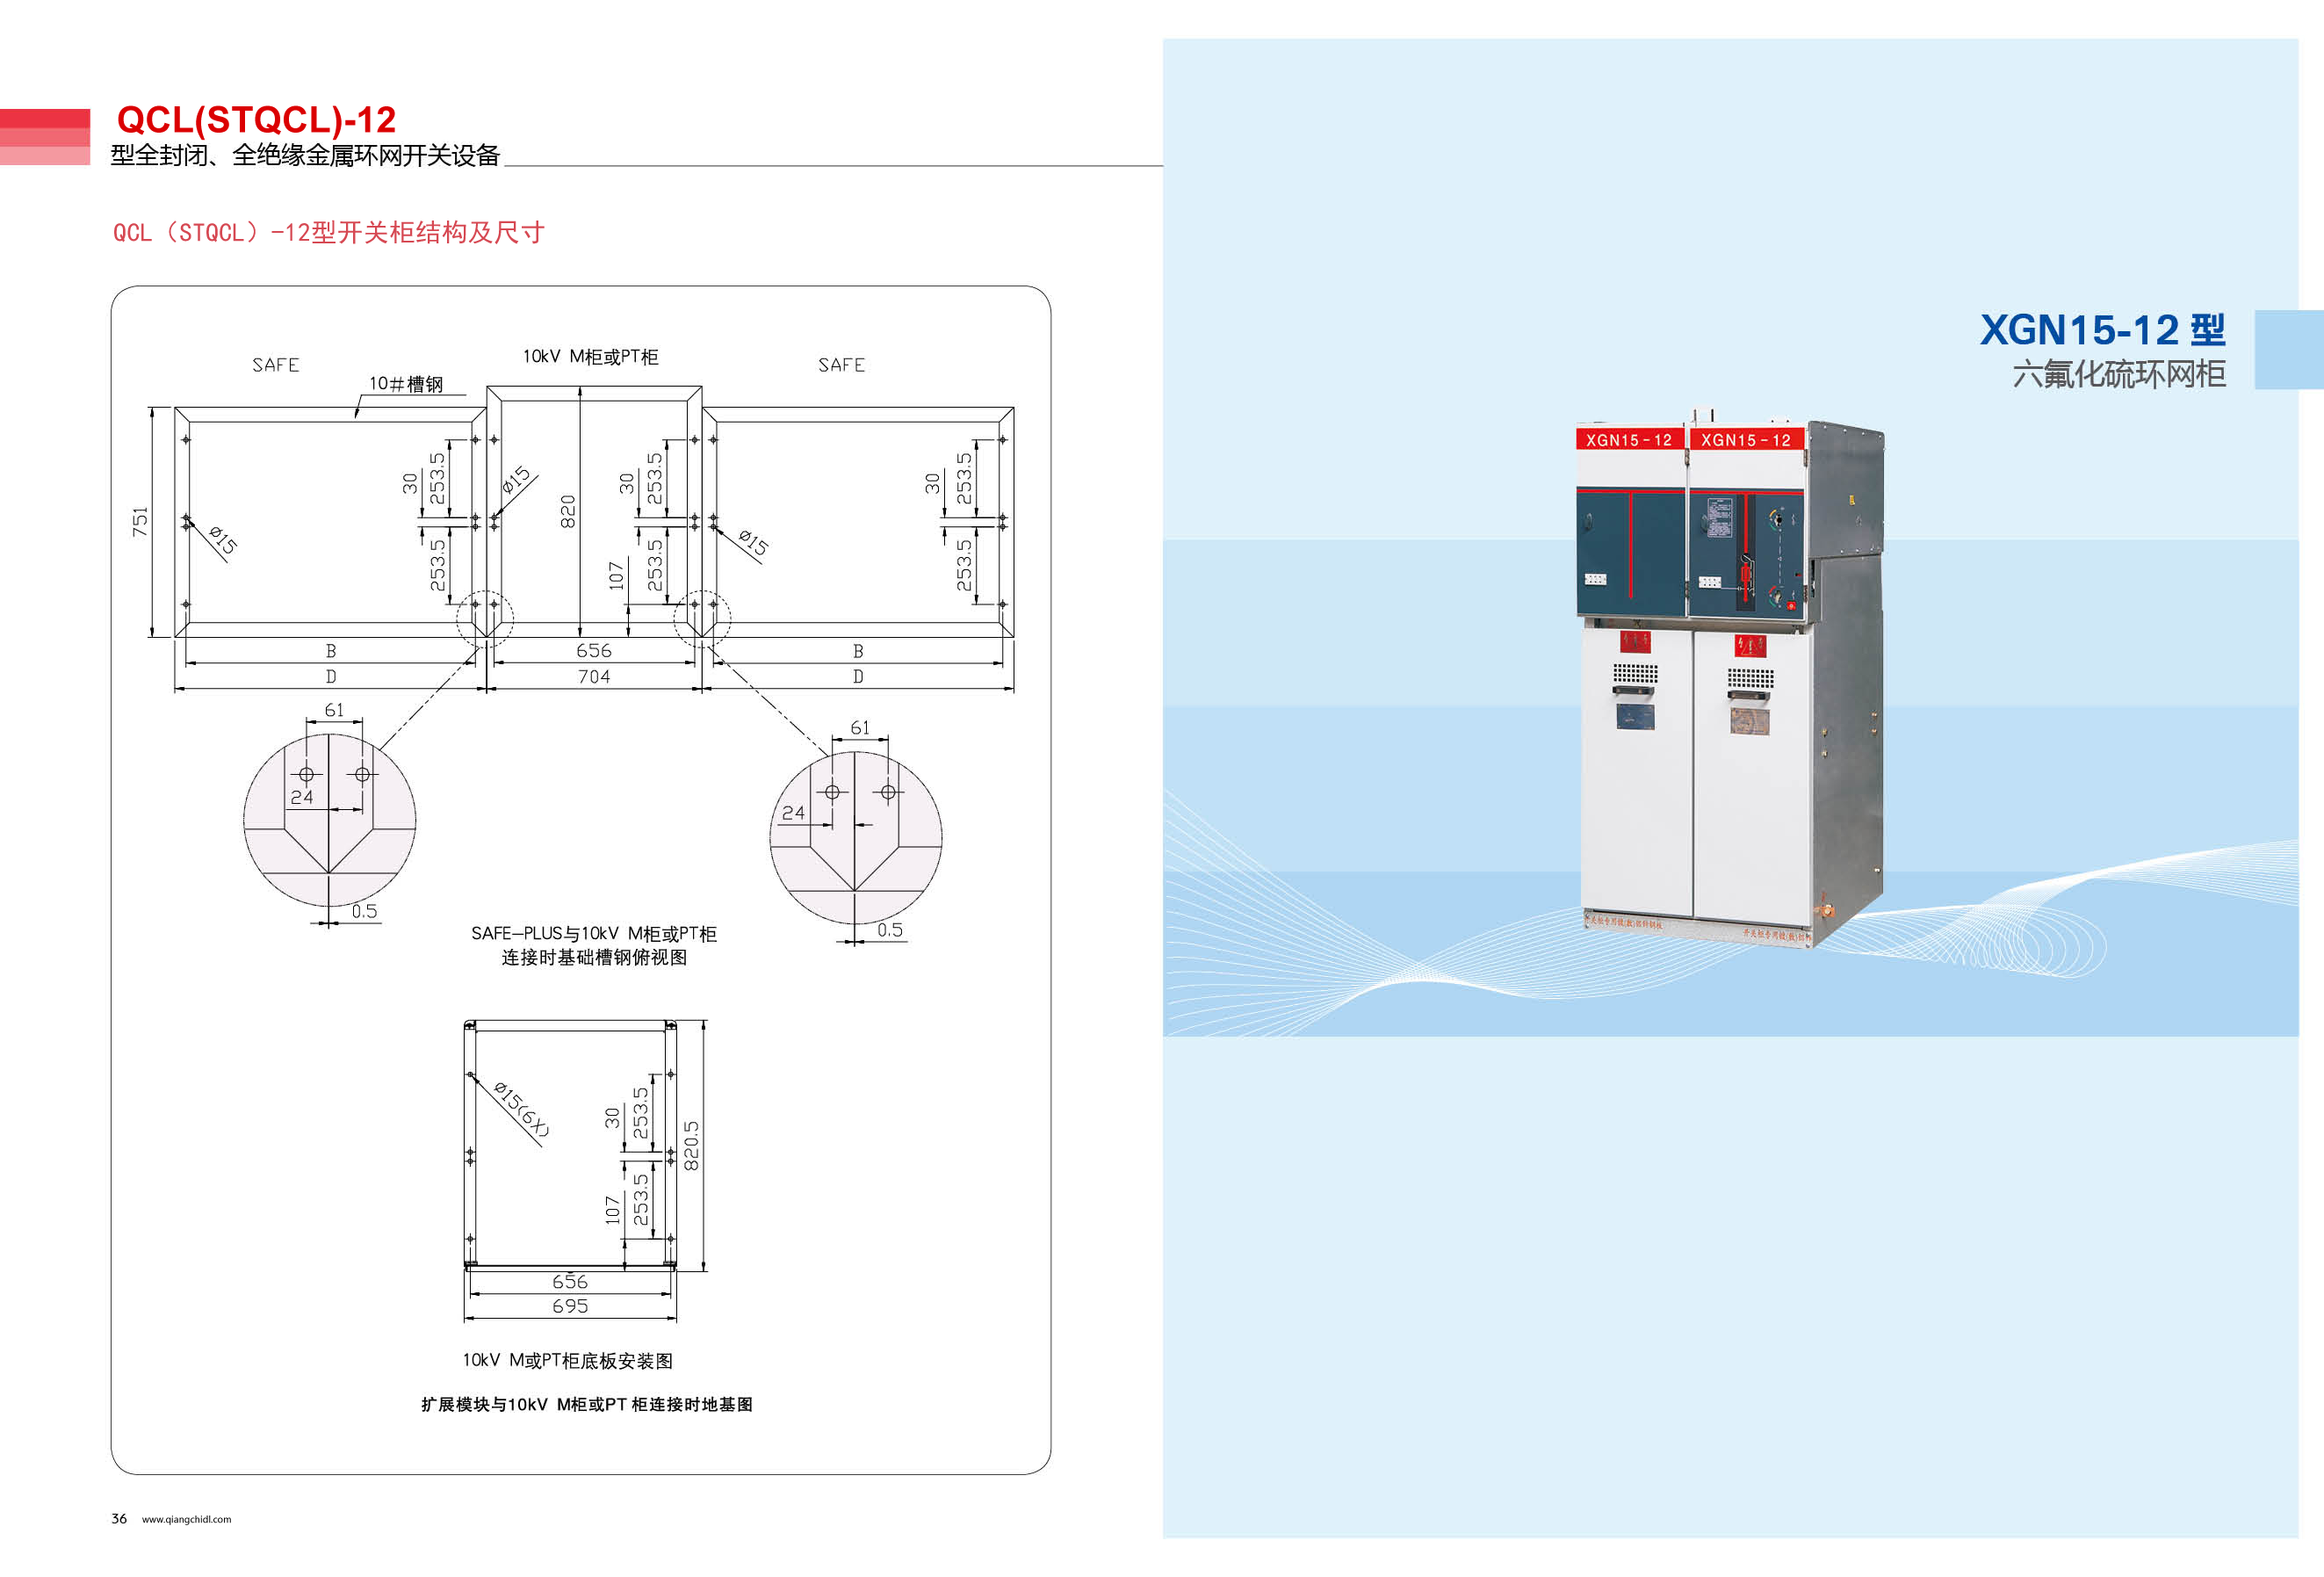 QCL(STQCL)-12
型全封闭、全绝缘金属环网开关设备
QCL（STQCL）-12型开关柜结构及尺寸
SAFE
10kV M柜或PT柜
SAFE
10#槽钢
751
30
253.5
253.5
ø15
ø15
820
30
253.5
107
253.5
ø15
30
253.5
253.5
B
656
B
D
704
D
61
24
0.5
61
24
0.5
SAFE-PLUS与10kV M柜或PT柜
连接时基础槽钢俯视图
ø15(6X)
30
253.5
107
253.5
820.5
656
695
10kV M或PT柜底板安装图
扩展模块与10kV M柜或PT 柜连接时地基图
36 www.qiangchidl.com
XGN15-12 型
六氟化硫环网柜
XGN15-12
XGN15-12